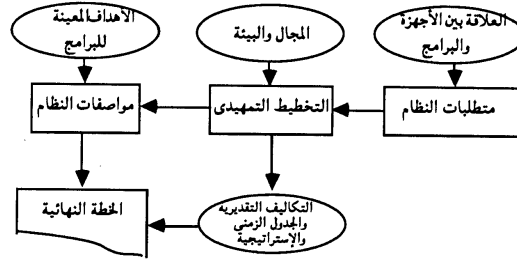 العلاقة بين الأجهزة
والبرامج
المجال والبيئة
الأهداف المعينة
للبرامج
متطلبات النظام
التخطيط التمهيدى
مواصفات النظام
التكاليف التقديريه
والجدول الزمنى
والإستراتيجية
الخطة النهائية